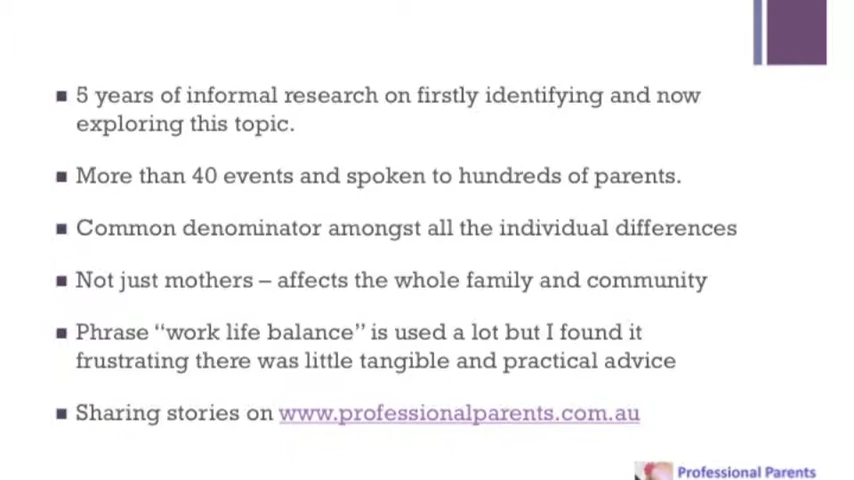 5 years of informal research on firstly identifying and now
exploring this topic.
More than 40 events and spoken to hundreds of parents.
Common denominator amongst all the individual differences
Not just mothers – affects the whole family and community
Phrase “work life balance” is used a lot but I found it
frustrating there was little tangible and practical advice
Sharing stories on www.professionalparents.com.au
Professional Parents